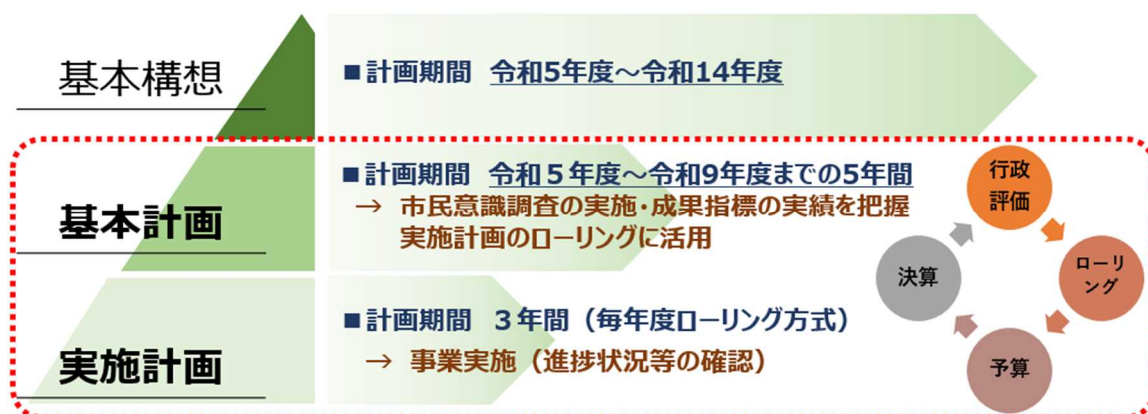 基本構想
■計画期間 令和5年度～令和14年度
基本計画
■計画期間 令和５年度～令和9年度までの5年間
→ 市民意識調査の実施・成果指標の実績を把握
実施計画のローリングに活用
実施計画
■計画期間 ３年間（毎年度ローリング方式）
→ 事業実施（進捗状況等の確認）
行政
評価
ローリ
ング
予算
決算